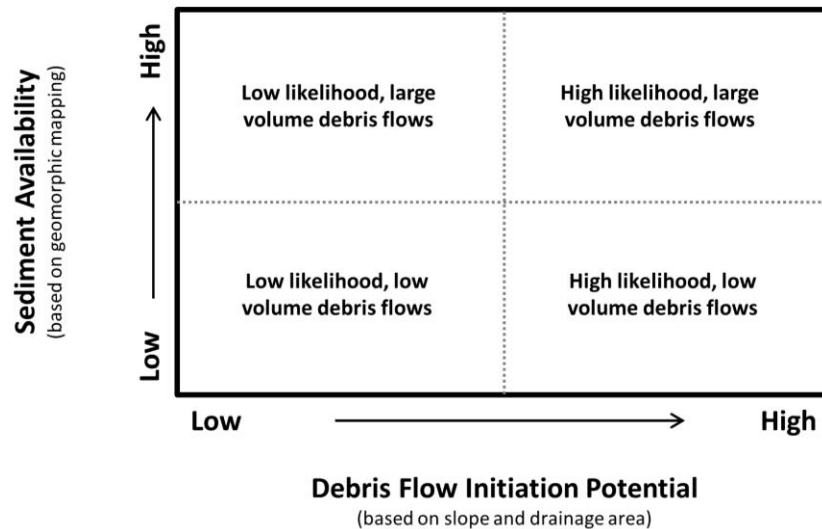 Sediment Availability
(based on geomorphic mapping)
High
Low
Low likelihood, large
volume debris flows
High likelihood, large
volume debris flows
Low likelihood, low
volume debris flows
High likelihood, low
volume debris flows
Low
High
Debris Flow Initiation Potential
(based on slope and drainage area)